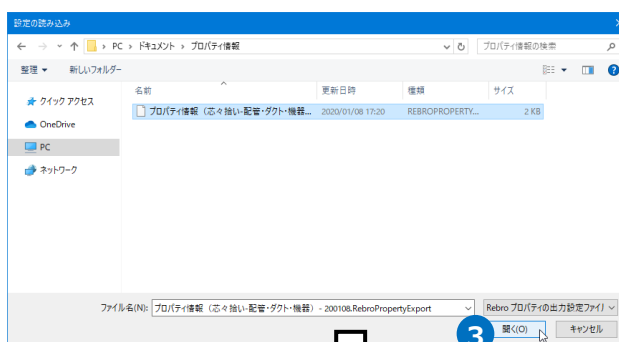 設定の読み込み
PC › ドキュメント › プロパティ情報
プロパティ情報の検索
整理 ▼ 新しいフォルダー
名前 更新日時 種類 サイズ
クイック アクセス
プロパティ情報（芯々拾い-配管・ダクト・機器... 2020/01/08 17:20 REBROPROPERTY... 2 KB
OneDrive
PC
ネットワーク
ファイル名(N): プロパティ情報（芯々拾い-配管・ダクト・機器）- 200108.RebroPropertyExport Rebro プロパティの出力設定ファイ
3 開く(O) キャンセル